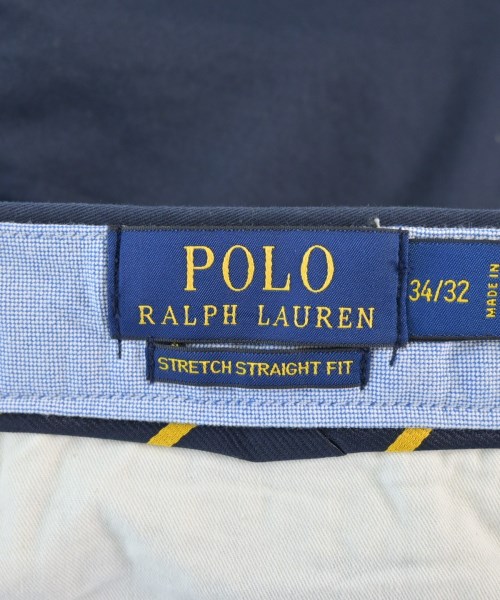 POLO
RALPH LAUREN
34/32
MADE IN
STRETCH STRAIGHT FIT